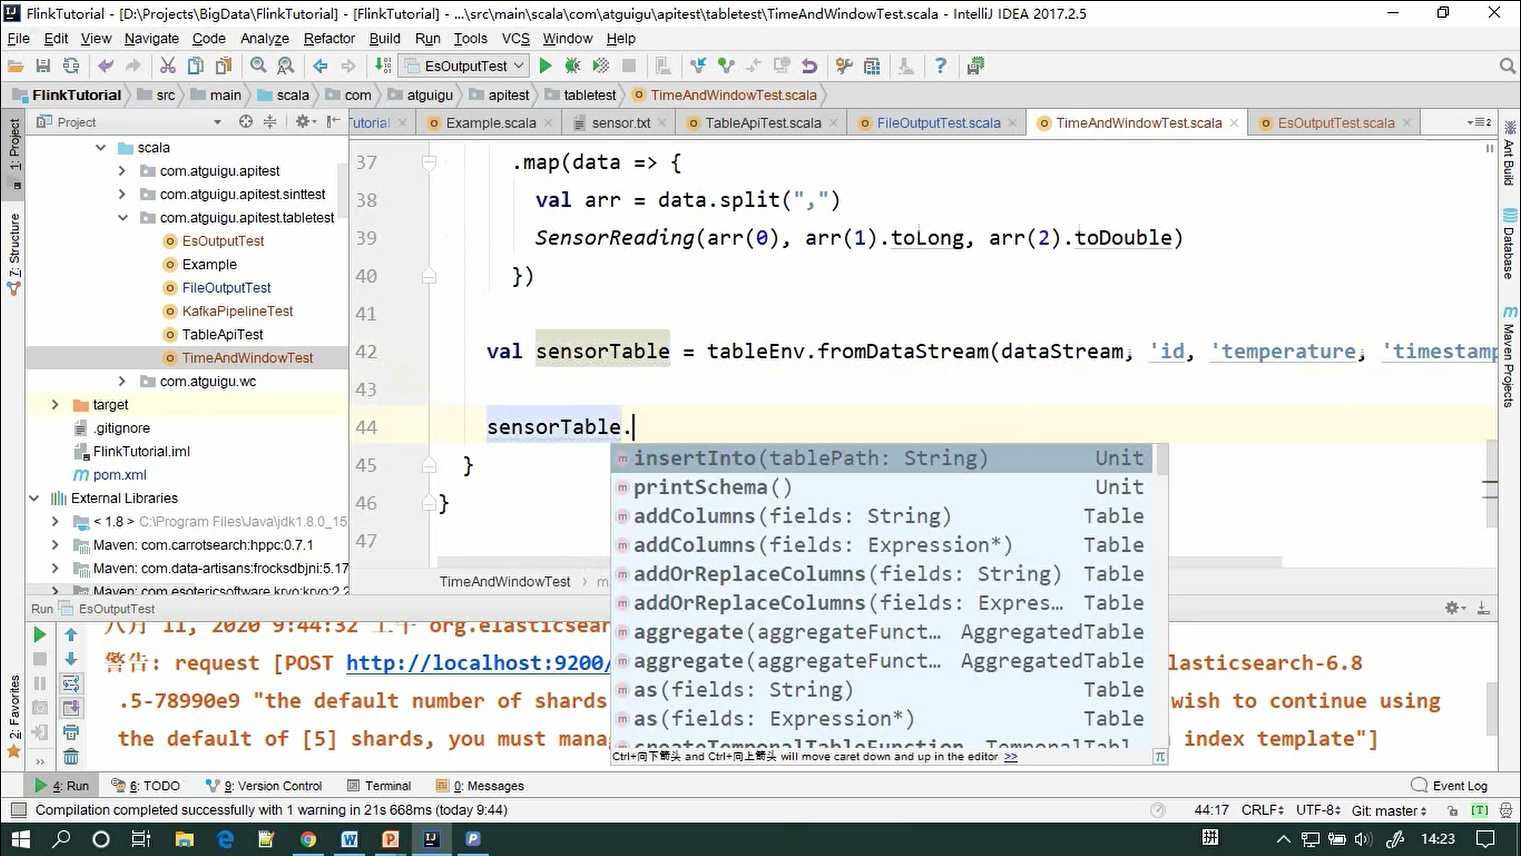 FlinkTutorial - [D:\Projects\BigData\FlinkTutorial] - [FlinkTutorial] - ...\src\main\scala\com\atguigu\apitest\tabletest\TimeAndWindowTest.scala - IntelliJ IDEA 2017.2.5
File Edit View Navigate Code Analyze Refactor Build Run Tools VCS Window Help
EsOutputTest
FlinkTutorial src main scala com atguigu apitest tabletest TimeAndWindowTest.scala
Project
Tutorial Example.scala sensor.txt TableApiTest.scala FileOutputTest.scala TimeAndWindowTest.scala EsOutputTest.scala
1: Project
7: Structure
2: Favorites
Ant Build
Database
Maven Projects
scala
com.atguigu.apitest
com.atguigu.apitest.sinttest
com.atguigu.apitest.tabletest
EsOutputTest
Example
FileOutputTest
KafkaPipelineTest
TableApiTest
TimeAndWindowTest
com.atguigu.wc
target
.gitignore
FlinkTutorial.iml
pom.xml
External Libraries
< 1.8 > C:\Program Files\Java\jdk1.8.0_15
Maven: com.carrotsearch:hppc:0.7.1
Maven: com.data-artisans:frocksdbjni:5.17
Maven: com.esotericsoftware.kryo:kryo:2.2
37 .map(data => {
38 val arr = data.split(",")
39 SensorReading(arr(0), arr(1).toLong, arr(2).toDouble)
40 })
41
42 val sensorTable = tableEnv.fromDataStream(dataStream, 'id, 'temperature, 'timestamp
43
44 sensorTable.
45 }
46 }
47
insertInto(tablePath: String) Unit
printSchema() Unit
addColumns(fields: String) Table
addColumns(fields: Expression*) Table
addOrReplaceColumns(fields: String) Table
addOrReplaceColumns(fields: Expres... Table
aggregate(aggregateFunct... AggregatedTable
aggregate(aggregateFunct... AggregatedTable
as(fields: String) Table
as(fields: Expression*) Table
createTemporalTableFunction
Ctrl+向下箭头 and Ctrl+向上箭头 will move caret down and up in the editor >>
TimeAndWindowTest
Run EsOutputTest
八月 11, 2020 9:44:32 上午 org.elasticsear
警告: request [POST http://localhost:9200/ lasticsearch-6.8
.5-78990e9 "the default number of shards wish to continue using
the default of [5] shards, you must mana n index template"]
4: Run 6: TODO 9: Version Control Terminal 0: Messages Event Log
Compilation completed successfully with 1 warning in 21s 668ms (today 9:44) 44:17 CRLF UTF-8 Git: master [T]
拼 14:23